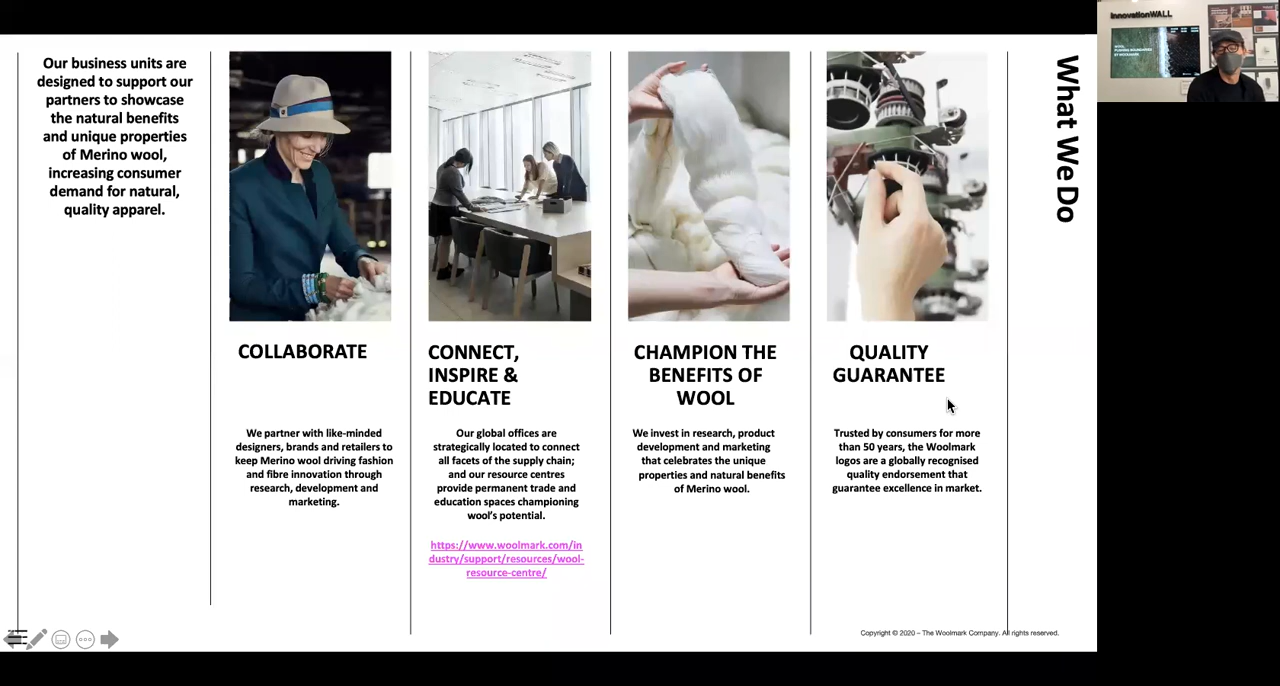 Our business units are
designed to support our
partners to showcase
the natural benefits
and unique properties
of Merino wool,
increasing consumer
demand for natural,
quality apparel.
COLLABORATE
We partner with like-minded
designers, brands and retailers to
keep Merino wool driving fashion
and fibre innovation through
research, development and
marketing.
CONNECT,
INSPIRE &
EDUCATE
Our global offices are
strategically located to connect
all facets of the supply chain;
and our resource centres
provide permanent trade and
education spaces championing
wool's potential.
https://www.woolmark.com/in
dustry/support/resources/wool-
resource-centre/
CHAMPION THE
BENEFITS OF
WOOL
We invest in research, product
development and marketing
that celebrates the unique
properties and natural benefits
of Merino wool.
QUALITY
GUARANTEE
Trusted by consumers for more
than 50 years, the Woolmark
logos are a globally recognised
quality endorsement that
guarantee excellence in market.
What We Do
Copyright © 2020 – The Woolmark Company. All rights reserved.
InnovationWALL